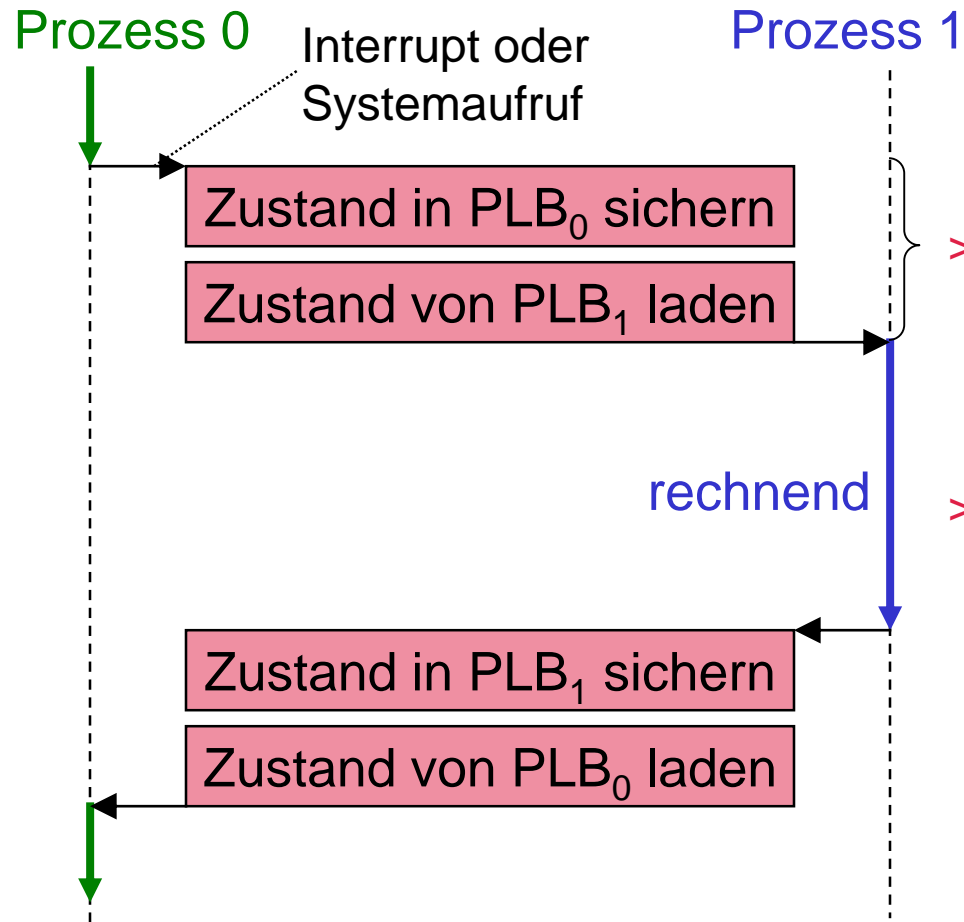 Prozess 0
Interrupt oder
Systemaufruf
Prozess 1
Zustand in PLB₀ sichern
>
Zustand von PLB₁ laden
rechnend
>
Zustand in PLB₁ sichern
Zustand von PLB₀ laden